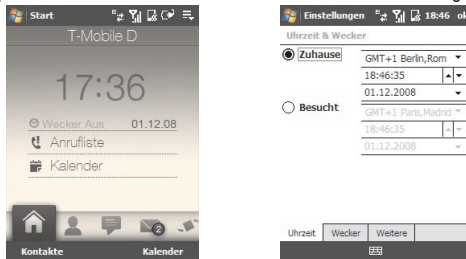 Start
T-Mobile D
17:36
Wecker Aus 01.12.08
Anrufliste
Kalender
2
Kontakte Kalender
Einstellungen 18:46 ok
Uhrzeit & Wecker
Zuhause GMT+1 Berlin,Rom
18:46:35
01.12.2008
Besucht GMT+1 Paris,Madrid
18:46:35
01.12.2008
Uhrzeit Wecker Weitere